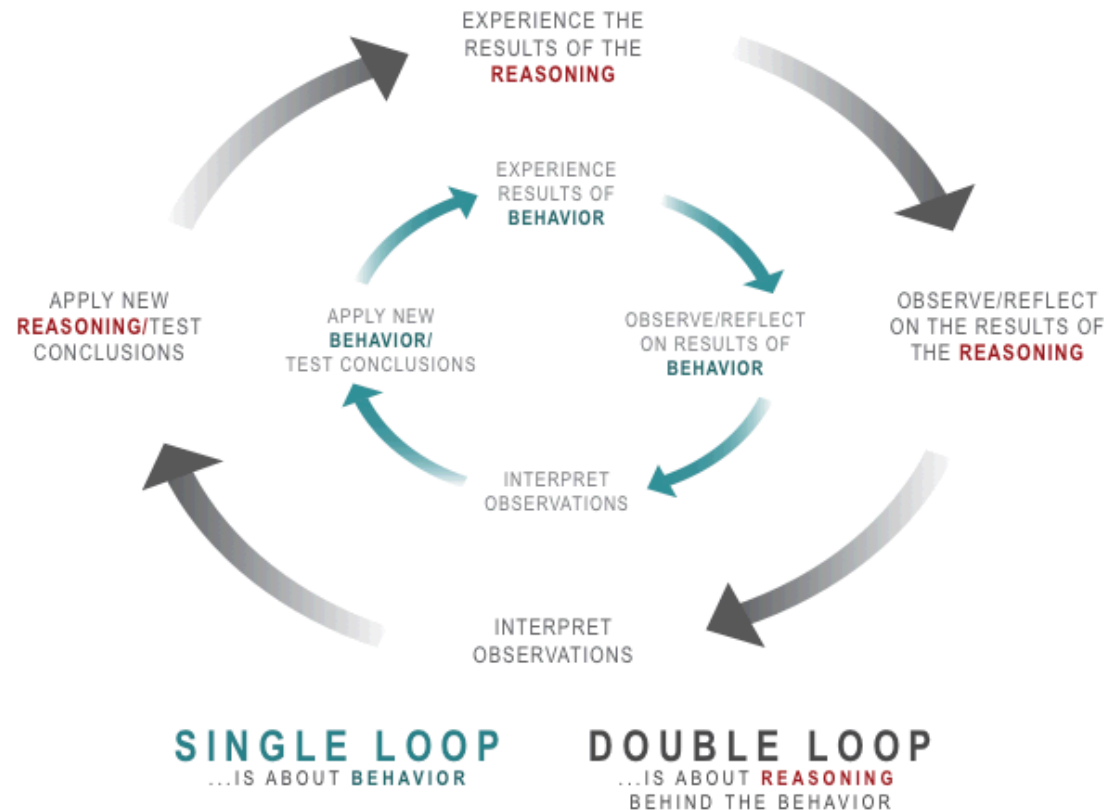 EXPERIENCE THE
RESULTS OF THE
REASONING
EXPERIENCE
RESULTS OF
BEHAVIOR
APPLY NEW
REASONING/TEST
CONCLUSIONS
APPLY NEW
BEHAVIOR/
TEST CONCLUSIONS
OBSERVE/REFLECT
ON RESULTS OF
BEHAVIOR
OBSERVE/REFLECT
ON THE RESULTS OF
THE REASONING
INTERPRET
OBSERVATIONS
INTERPRET
OBSERVATIONS
SINGLE LOOP
...IS ABOUT BEHAVIOR
DOUBLE LOOP
...IS ABOUT REASONING
BEHIND THE BEHAVIOR